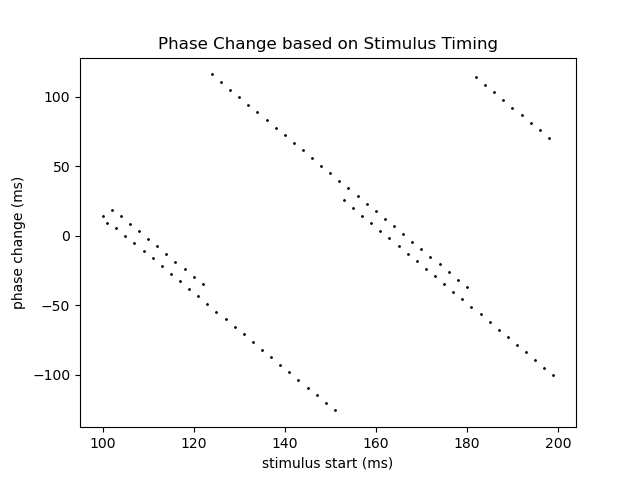 Phase Change based on Stimulus Timing
100
50
0
−50
−100
phase change (ms)
100 120 140 160 180 200
stimulus start (ms)